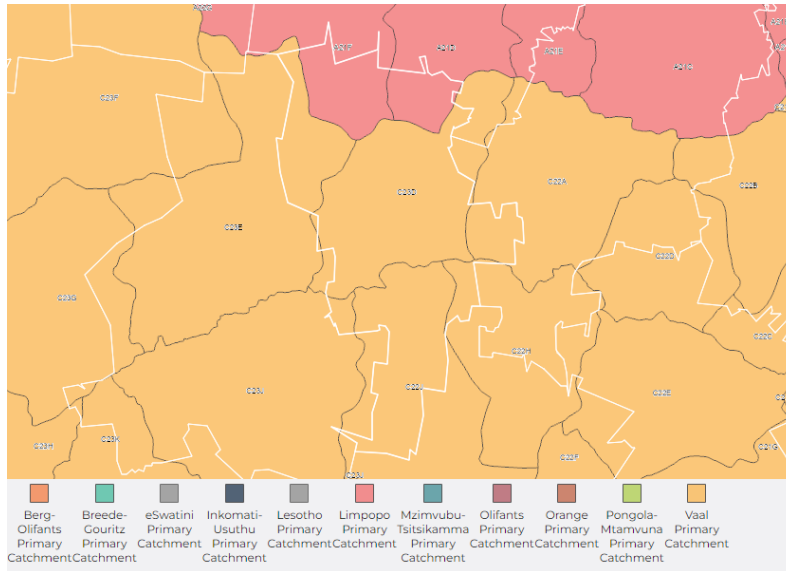 C23F
C22A
C23D
C22B
C23E
C22D
C23G
C22C
C22H
C23J
C22J
C22E
C23K
C23H
C22F
C21G
Berg-
Olifants
Primary
Catchment
Breede-
Gouritz
Primary
Catchment
eSwatini
Primary
Catchment
Inkomati-
Usuthu
Primary
Catchment
Lesotho
Primary
Catchment
Limpopo
Primary
Catchment
Mzimvubu-
Tsitsikamma
Primary
Catchment
Olifants
Primary
Catchment
Orange
Primary
Catchment
Pongola-
Mtamvuna
Primary
Catchment
Vaal
Primary
Catchment